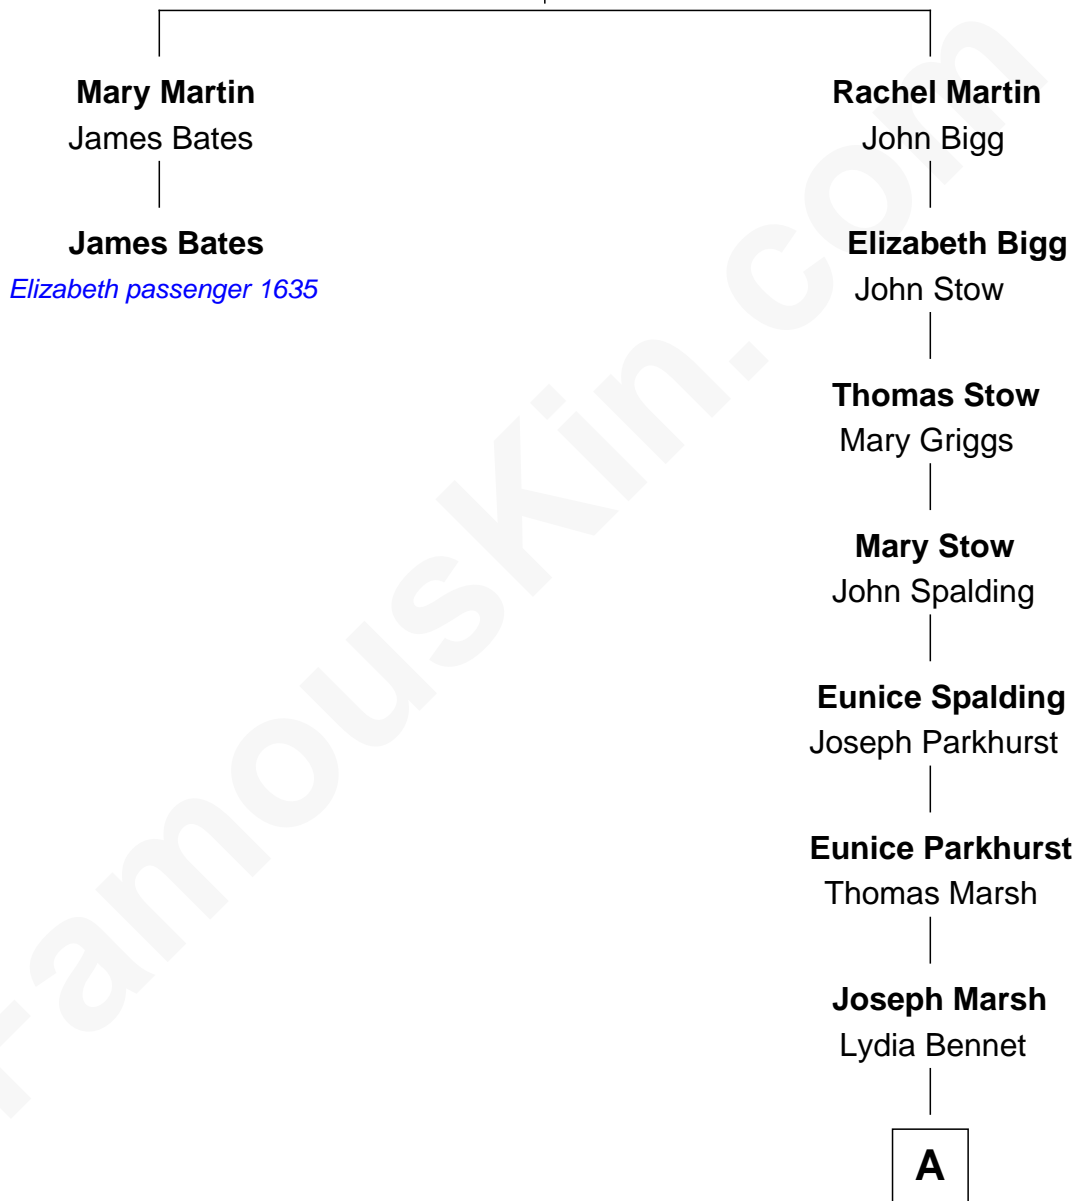 Mary Martin
James Bates
James Bates
Elizabeth passenger 1635
Rachel Martin
John Bigg
Elizabeth Bigg
John Stow
Thomas Stow
Mary Griggs
Mary Stow
John Spalding
Eunice Spalding
Joseph Parkhurst
Eunice Parkhurst
Thomas Marsh
Joseph Marsh
Lydia Bennet
A
FamousKin.com